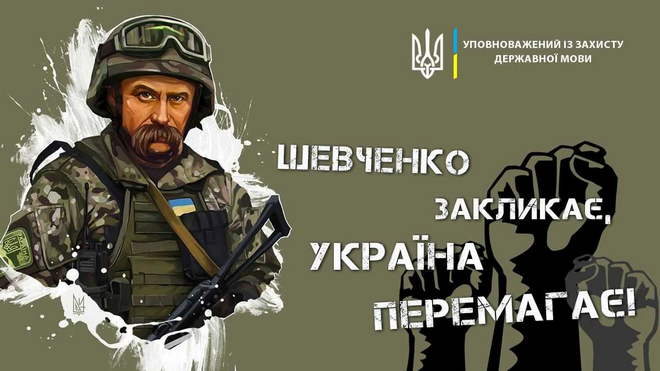 УПОВНОВАЖЕНИЙ ІЗ ЗАХИСТУ
ДЕРЖАВНОЇ МОВИ
ШЕВЧЕНКО
ЗАКЛИКАЄ,
УКРАЇНА
ПЕРЕМАГАЄ!